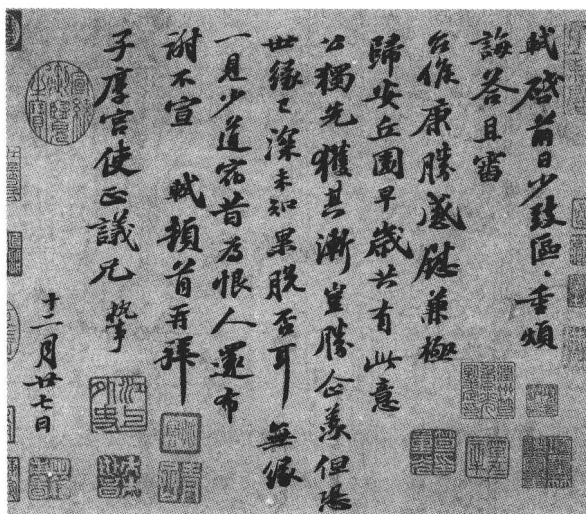 軾啓前日少致區、重煩
誨荅且審
台候康勝感慰兼極
歸安丘園早歲共有此意
公獨先獲其漸豈勝企羨但恐
世緣已深未知果脫否耳無緣
一見少道宿昔爲恨人還布
謝不宣 軾頓首再拜
子厚宫使正議兄 執事
十二月廿七日